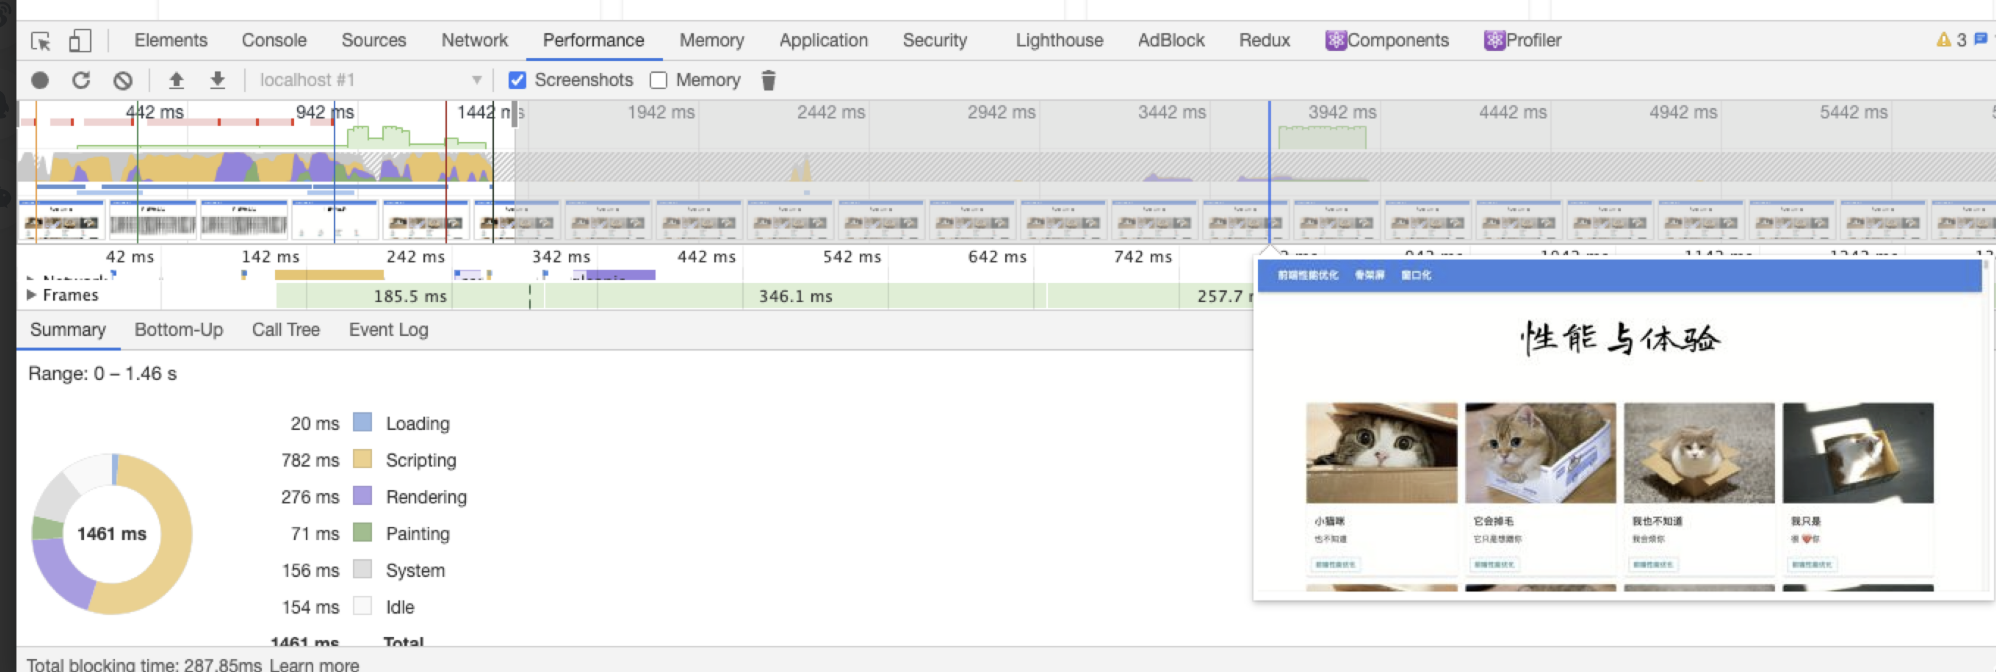 Elements Console Sources Network Performance Memory Application Security Lighthouse AdBlock Redux Components Profiler 3
localhost #1 Screenshots Memory
442 ms 942 ms 1442 ms 1942 ms 2442 ms 2942 ms 3442 ms 3942 ms 4442 ms 4942 ms 5442 ms
42 ms 142 ms 242 ms 342 ms 442 ms 542 ms 642 ms 742 ms
Network
Frames 185.5 ms 346.1 ms 257.7
前端性能优化 骨架屏 窗口化
性能与体验
小猫咪 它会掉毛 我也不知道 我只是
也不知道 它只是想蹭你 我会烦你 很 ❤ 你
前端性能优化 前端性能优化 前端性能优化 前端性能优化
Summary Bottom-Up Call Tree Event Log
Range: 0 – 1.46 s
1461 ms
20 ms Loading
782 ms Scripting
276 ms Rendering
71 ms Painting
156 ms System
154 ms Idle
1461 ms Total
Total blocking time: 287.85ms Learn more